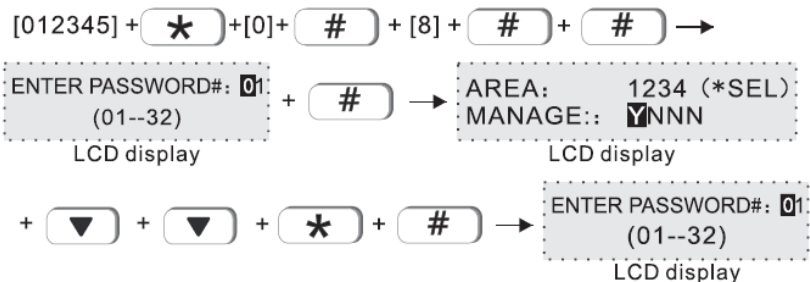 [012345] + * +[0]+ # + [8] + # + # →
ENTER PASSWORD#: 01 + # → AREA: 1234 (*SEL)
(01--32) MANAGE:: YNNN
LCD display LCD display
+ ▼ + ▼ + * + # → ENTER PASSWORD#: 01
(01--32)
LCD display